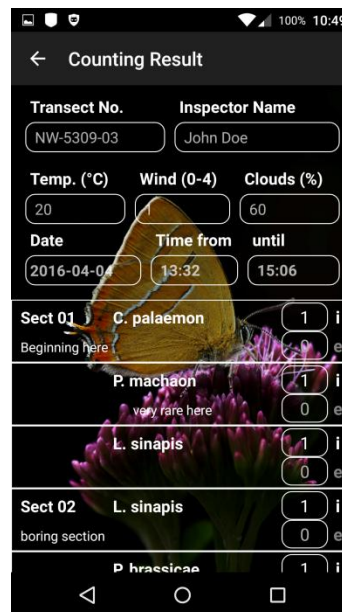 100% 10:49
Counting Result
Transect No. Inspector Name
NW-5309-03 John Doe
Temp. (°C) Wind (0-4) Clouds (%)
20 1 60
Date Time from until
2016-04-04 13:32 15:06
Sect 01 C. palaemon 1 i
Beginning here 0 e
P. machaon 1 i
very rare here 0 e
L. sinapis 1 i
0 e
Sect 02 L. sinapis 1 i
boring section 0 e
P. brassicae 1 i